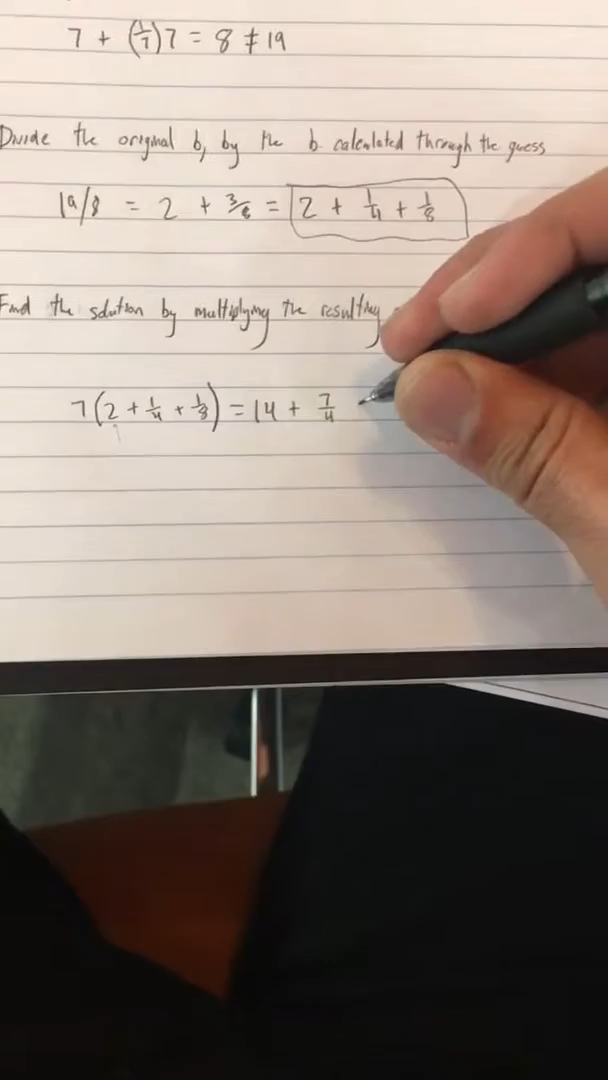 7 + (1/7)7 = 8 ≠ 19
Divide the original b, by the b calculated through the guess
19/8 = 2 + 3/8 = 2 + 1/4 + 1/8
Find the solution by multiplying the resulting
7(2 + 1/4 + 1/8) = 14 + 7/4